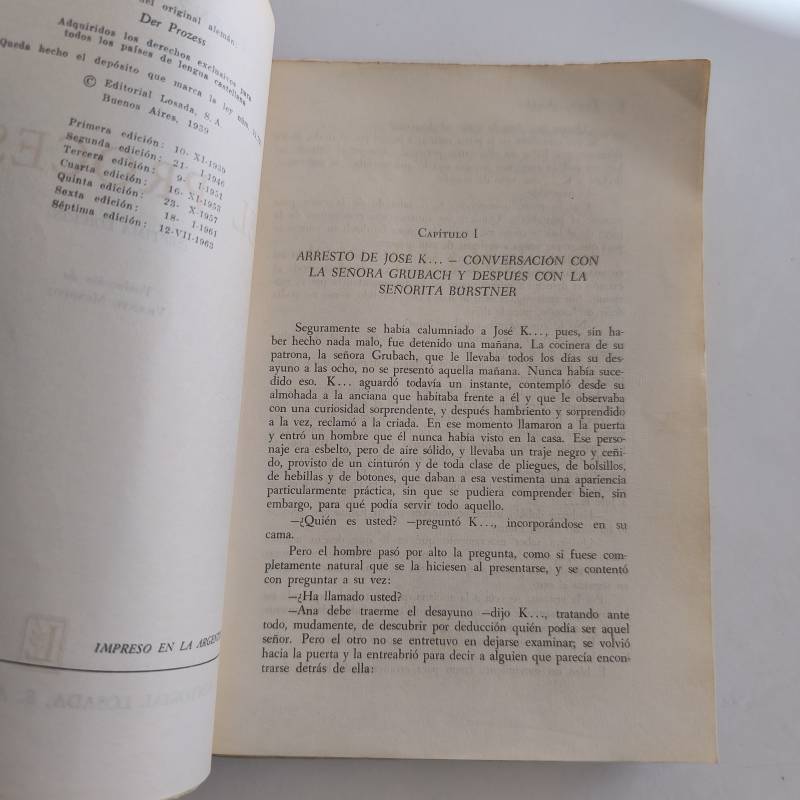 del original alemán
Der Prozess
Adquiridos los derechos exclusivos para
todos los países de lengua castellana
Queda hecho el depósito que marca la ley núm.
© Editorial Losada, S. A.
Buenos Aires, 1939
Primera edición: 10- XI-1939
Segunda edición: 21- I-1946
Tercera edición: 9- I-1951
Cuarta edición: 16- XI-1953
Quinta edición: 23- X-1957
Sexta edición: 18- I-1961
Séptima edición: 12-VII-1963
IMPRESO EN LA
Capítulo I
ARRESTO DE JOSÉ K... – CONVERSACIÓN CON
LA SEÑORA GRUBACH Y DESPUÉS CON LA
SEÑORITA BÜRSTNER
Seguramente se había calumniado a José K..., pues, sin ha-
ber hecho nada malo, fue detenido una mañana. La cocinera de su
patrona, la señora Grubach, que le llevaba todos los días su des-
ayuno a las ocho, no se presentó aquella mañana. Nunca había suce-
dido eso. K... aguardó todavía un instante, contempló desde su
almohada a la anciana que habitaba frente a él y que le observaba
con una curiosidad sorprendente, y después hambriento y sorprendido
a la vez, reclamó a la criada. En ese momento llamaron a la puerta
y entró un hombre que él nunca había visto en la casa. Ese perso-
naje era esbelto, pero de aire sólido, y llevaba un traje negro y ceñi-
do, provisto de un cinturón y de toda clase de pliegues, de bolsillos,
de hebillas y de botones, que daban a esa vestimenta una apariencia
particularmente práctica, sin que se pudiera comprender bien, sin
embargo, para qué podía servir todo aquello.
—¿Quién es usted? —preguntó K..., incorporándose en su
cama.
Pero el hombre pasó por alto la pregunta, como si fuese com-
pletamente natural que se la hiciesen al presentarse, y se contentó
con preguntar a su vez:
—¿Ha llamado usted?
—Ana debe traerme el desayuno —dijo K..., tratando ante
todo, mudamente, de descubrir por deducción quién podía ser aquel
señor. Pero el otro no se entretuvo en dejarse examinar; se volvió
hacia la puerta y la entreabrió para decir a alguien que parecía encon-
trarse detrás de ella: